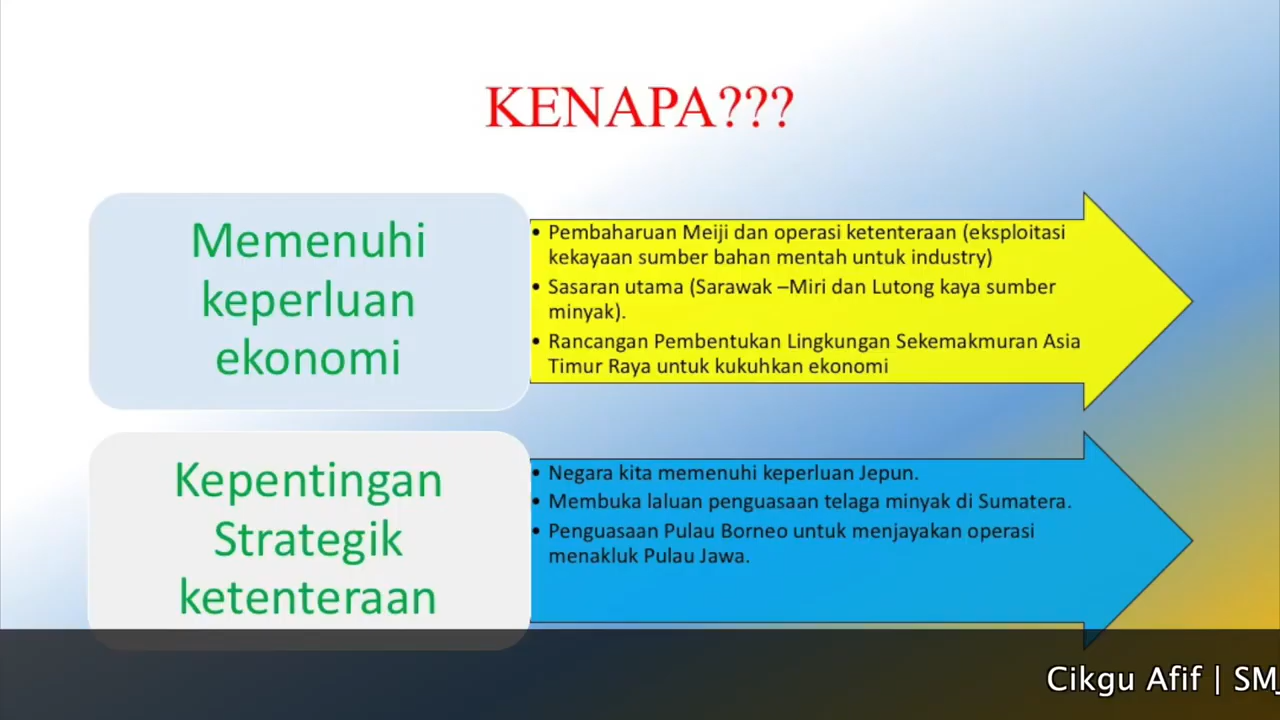 KENAPA???
Memenuhi
keperluan
ekonomi
• Pembaharuan Meiji dan operasi ketenteraan (eksploitasi
kekayaan sumber bahan mentah untuk industry)
• Sasaran utama (Sarawak –Miri dan Lutong kaya sumber
minyak).
• Rancangan Pembentukan Lingkungan Sekemakmuran Asia
Timur Raya untuk kukuhkan ekonomi
Kepentingan
Strategik
ketenteraan
• Negara kita memenuhi keperluan Jepun.
• Membuka laluan penguasaan telaga minyak di Sumatera.
• Penguasaan Pulau Borneo untuk menjayakan operasi
menakluk Pulau Jawa.
Cikgu Afif | SM